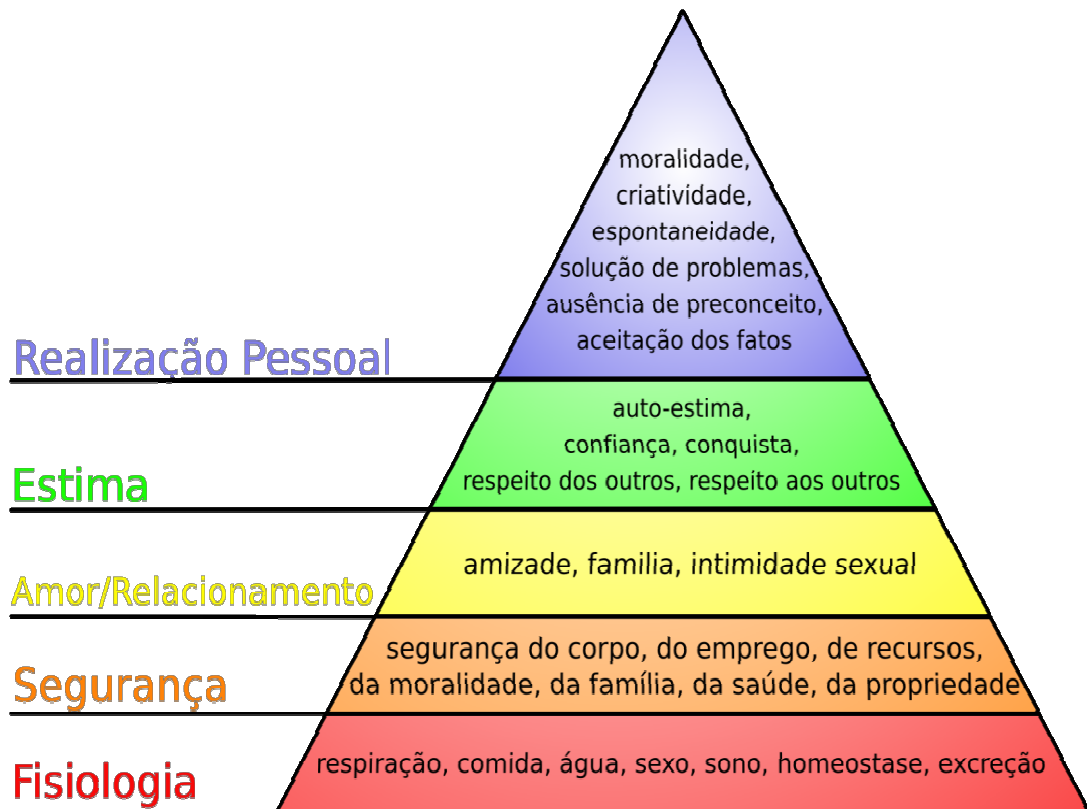 moralidade,
criatividade,
espontaneidade,
solução de problemas,
ausência de preconceito,
aceitação dos fatos
Realização Pessoal
auto-estima,
confiança, conquista,
respeito dos outros, respeito aos outros
Estima
amizade, familia, intimidade sexual
Amor/Relacionamento
segurança do corpo, do emprego, de recursos,
da moralidade, da família, da saúde, da propriedade
Segurança
respiração, comida, água, sexo, sono, homeostase, excreção
Fisiologia